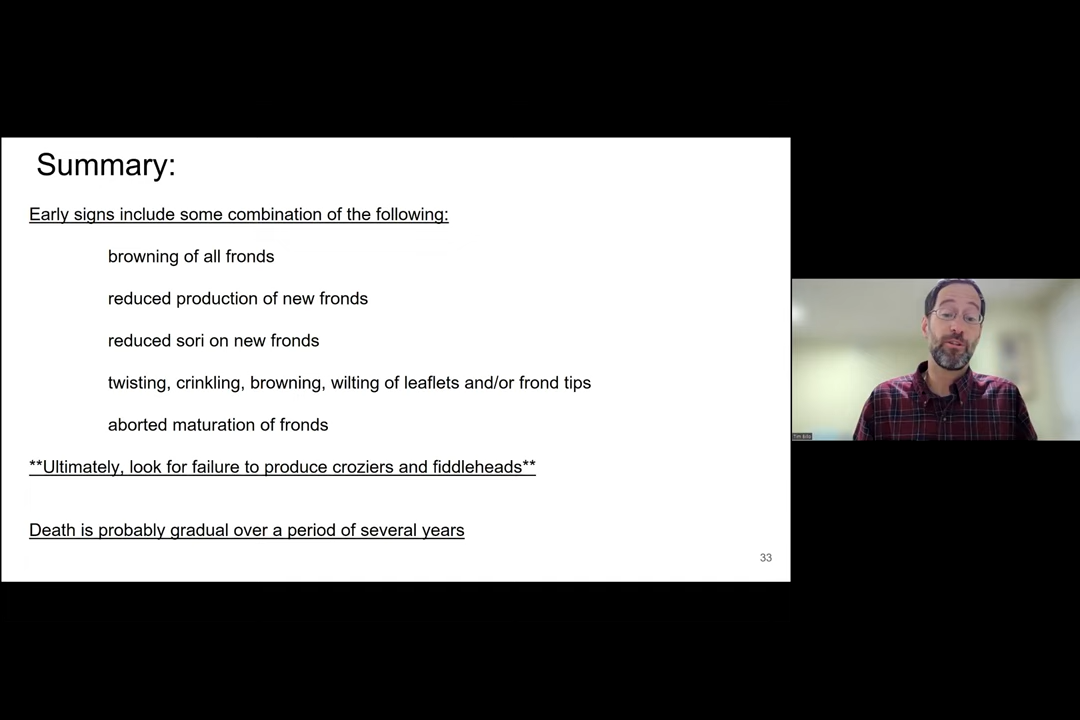 Summary:
Early signs include some combination of the following:
browning of all fronds
reduced production of new fronds
reduced sori on new fronds
twisting, crinkling, browning, wilting of leaflets and/or frond tips
aborted maturation of fronds
**Ultimately, look for failure to produce croziers and fiddleheads**
Death is probably gradual over a period of several years
33